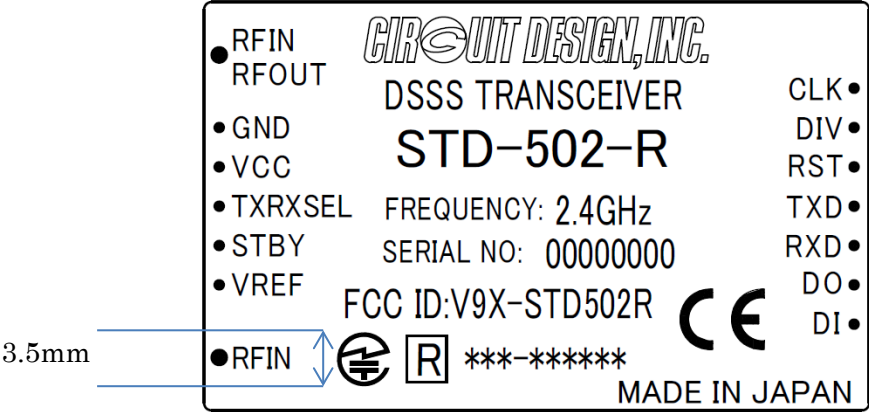 RFIN
RFOUT
GND
VCC
TXRXSEL
STBY
VREF
RFIN
3.5mm
CIRCUIT DESIGN, INC.
DSSS TRANSCEIVER
STD-502-R
FREQUENCY: 2.4GHz
SERIAL NO: 00000000
FCC ID:V9X-STD502R
CE
R ***-******
MADE IN JAPAN
CLK
DIV
RST
TXD
RXD
DO
DI